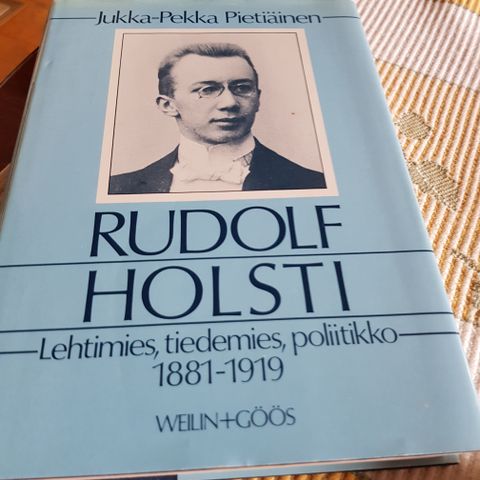 Jukka-Pekka Pietiäinen
RUDOLF
HOLSTI
Lehtimies, tiedemies, poliitikko
1881-1919
WEILIN+GÖÖS